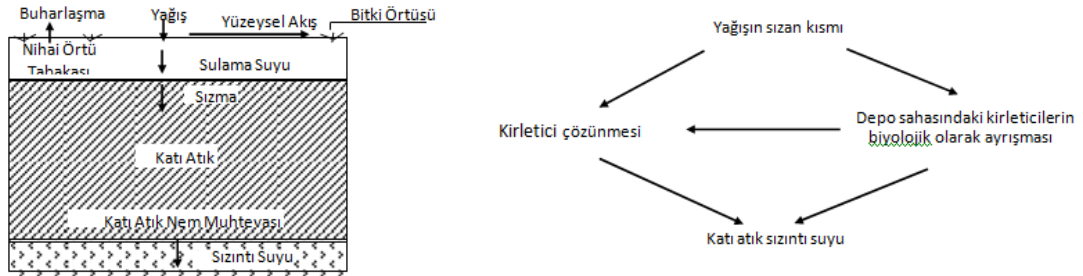 Buharlaşma
Yağış
Yüzeysel Akış
Bitki Örtüsü
Nihai Örtü
Tabakası
Sulama Suyu
Sızma
Katı Atık
Katı Atık Nem Muhtevası
Sızıntı Suyu
Yağışın sızan kısmı
Kirletici çözünmesi
Depo sahasındaki kirleticilerin
biyolojik olarak ayrışması
Katı atık sızıntı suyu